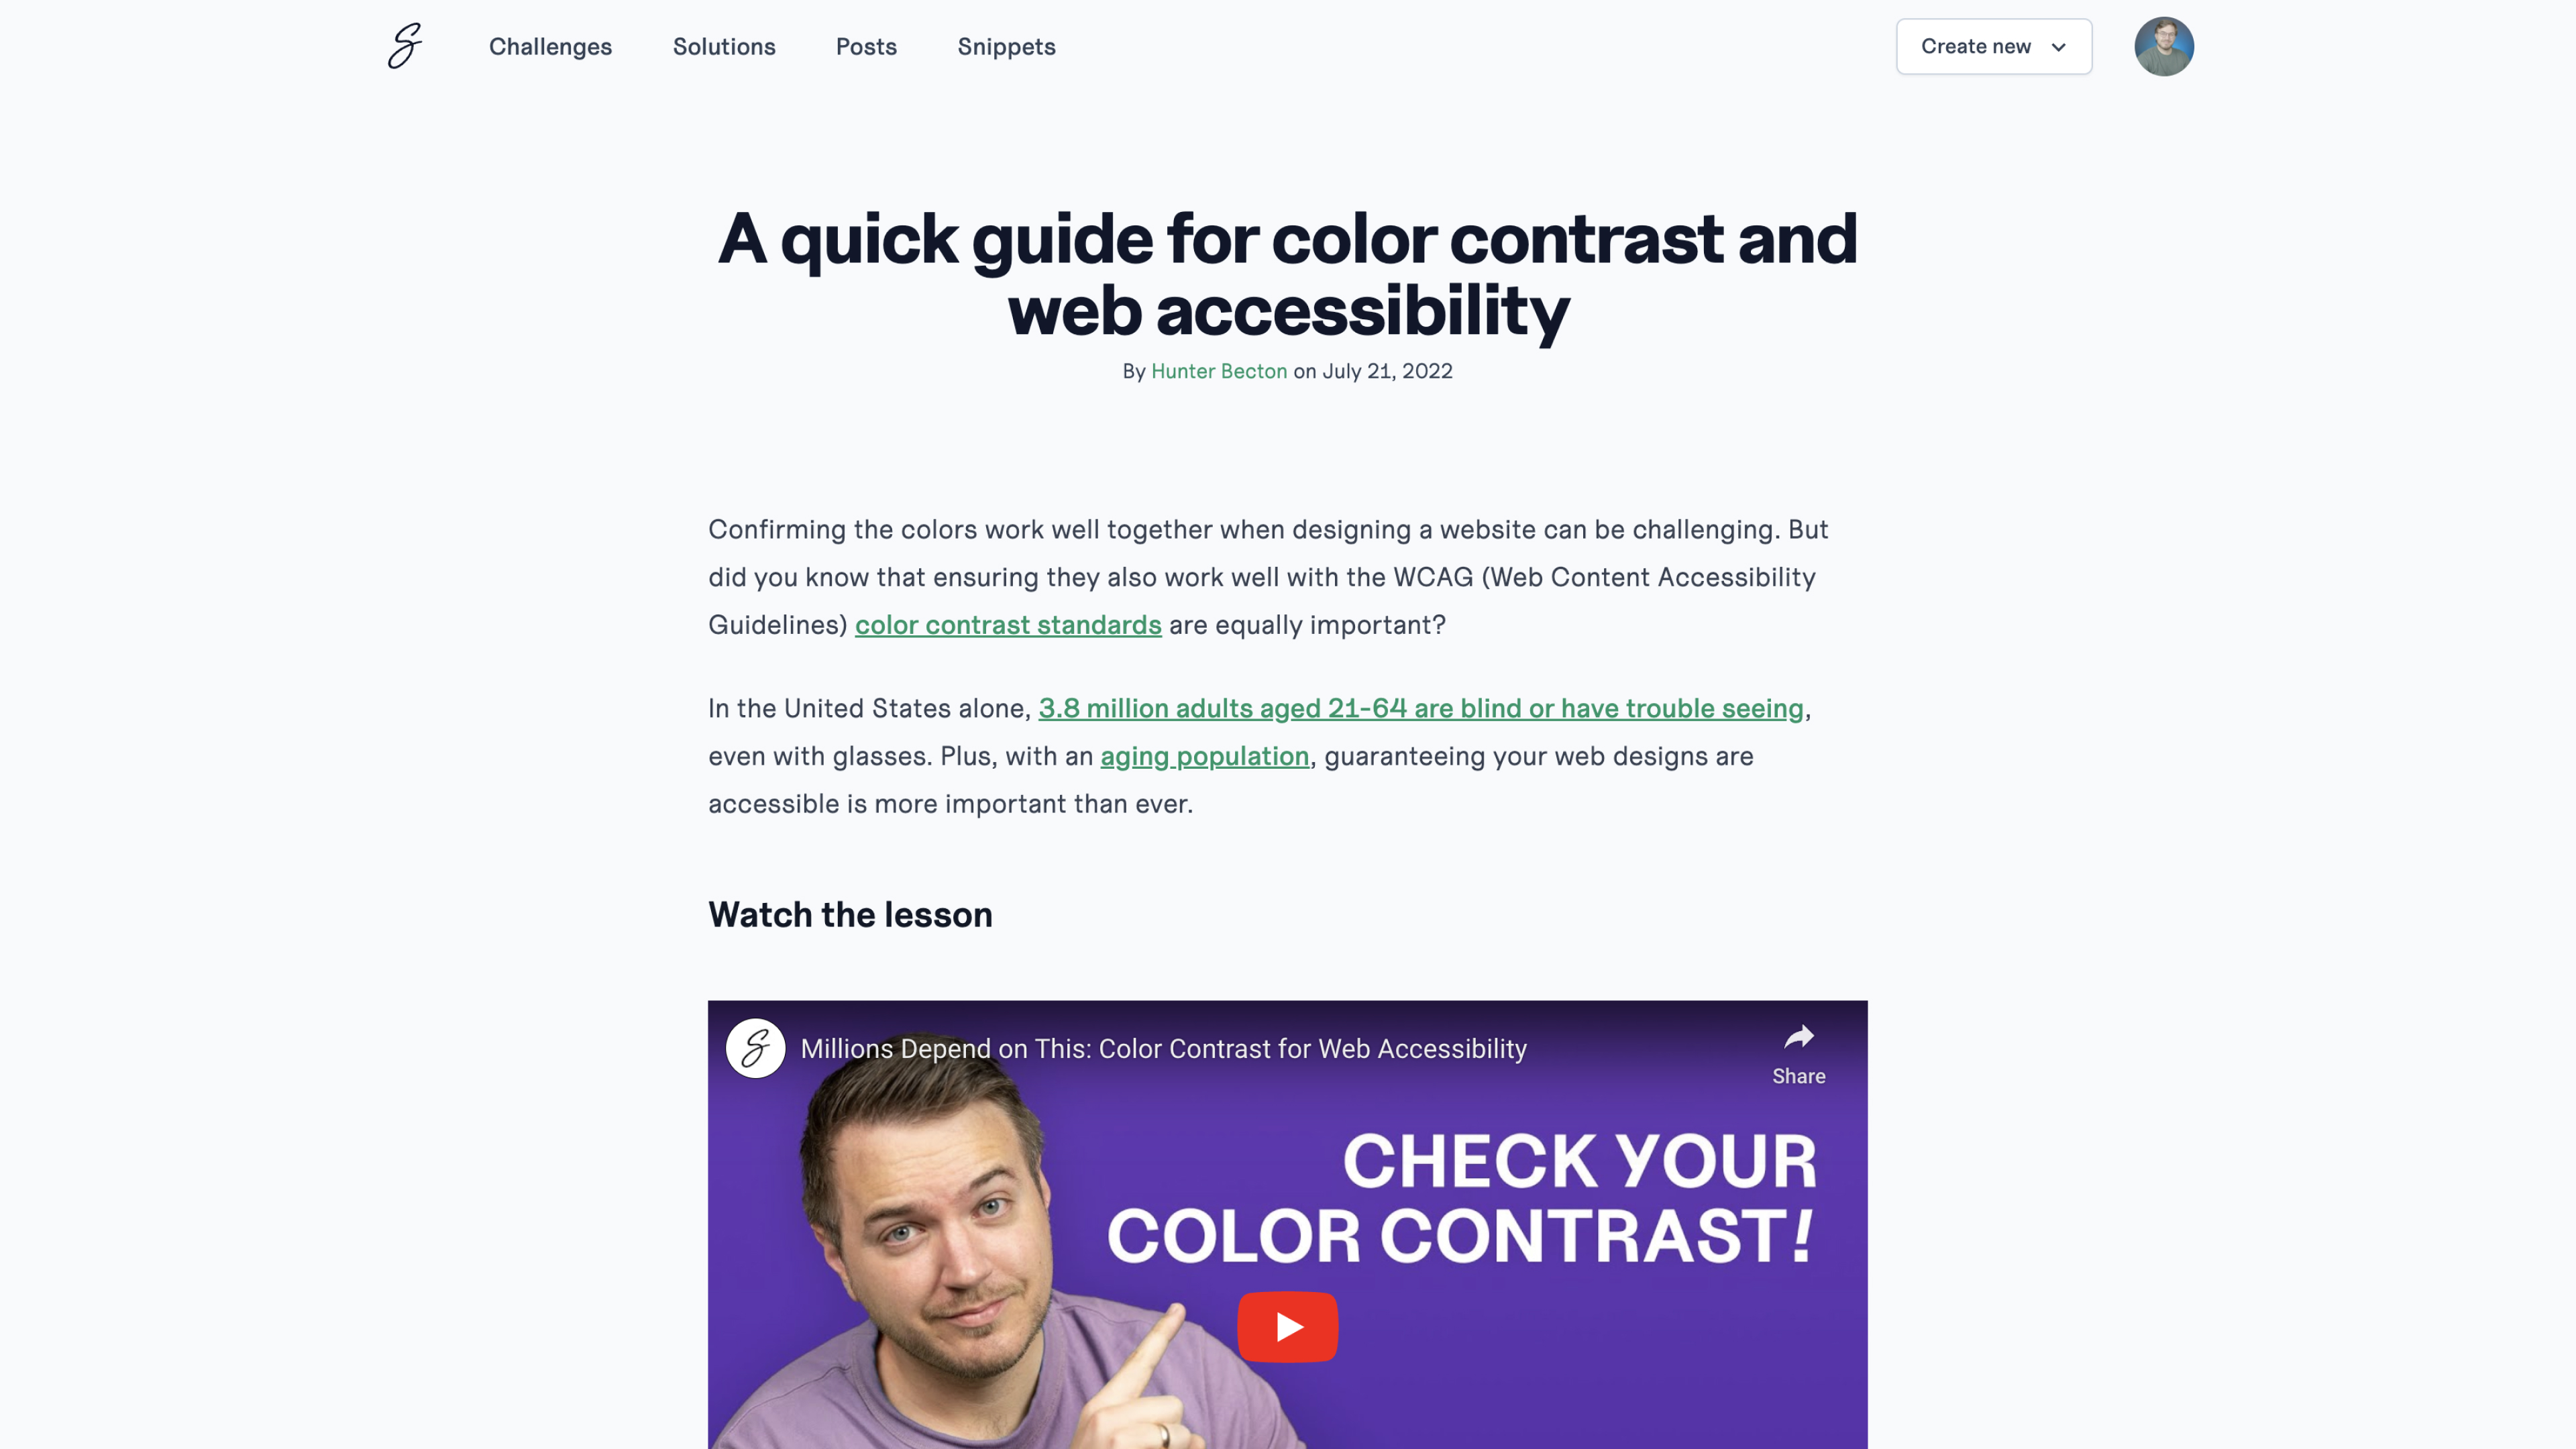 Challenges Solutions Posts Snippets Create new
A quick guide for color contrast and
web accessibility
By Hunter Becton on July 21, 2022
Confirming the colors work well together when designing a website can be challenging. But
did you know that ensuring they also work well with the WCAG (Web Content Accessibility
Guidelines) color contrast standards are equally important?
In the United States alone, 3.8 million adults aged 21-64 are blind or have trouble seeing,
even with glasses. Plus, with an aging population, guaranteeing your web designs are
accessible is more important than ever.
Watch the lesson
Millions Depend on This: Color Contrast for Web Accessibility
Share
CHECK YOUR
COLOR CONTRAST!